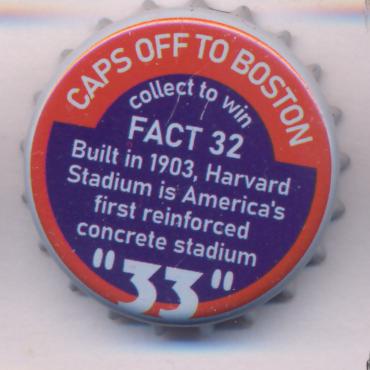 CAPS OFF TO BOSTON
collect to win
FACT 32
Built in 1903, Harvard
Stadium is America's
first reinforced
concrete stadium
"33"